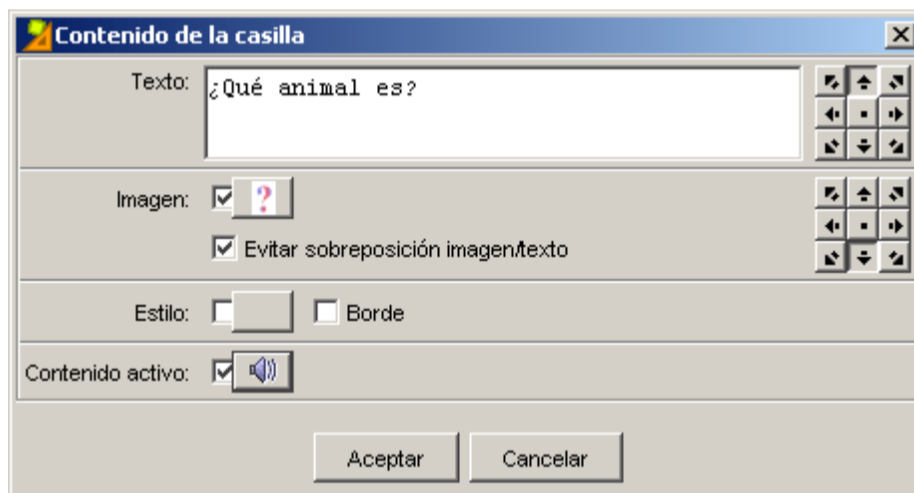 Contenido de la casilla
Texto: ¿Qué animal es?
Imagen: ?
Evitar sobreposición imagen/texto
Estilo: Borde
Contenido activo:
Aceptar Cancelar